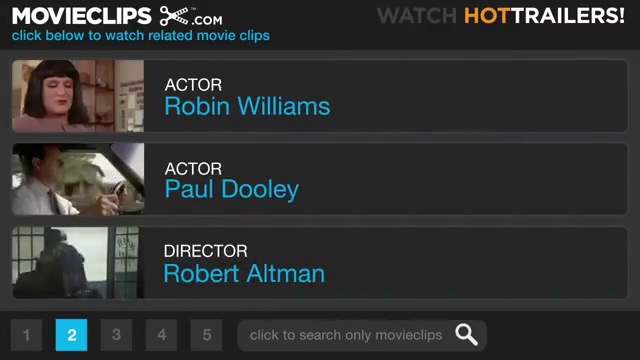 MOVIECLIPS .COM
WATCH HOTTRAILERS!
click below to watch related movie clips
ACTOR
Robin Williams
ACTOR
Paul Dooley
DIRECTOR
Robert Altman
1 2 3 4 5 click to search only movieclips